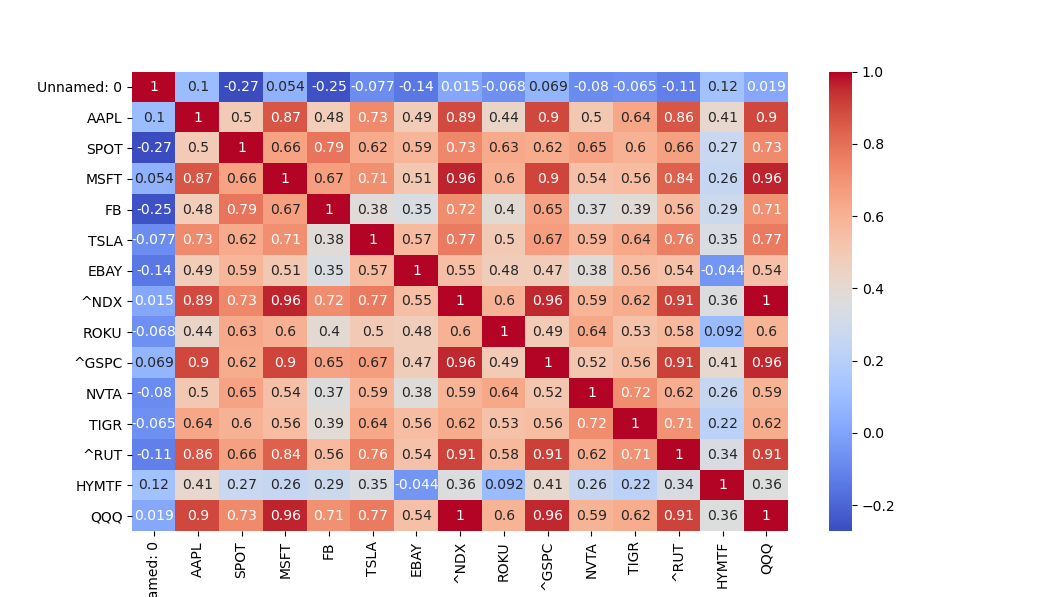 Unnamed: 0 1 0.1 -0.27 0.054 -0.25 -0.077 -0.14 0.015 -0.068 0.069 -0.08 -0.065 -0.11 0.12 0.019
AAPL 0.1 1 0.5 0.87 0.48 0.73 0.49 0.89 0.44 0.9 0.5 0.64 0.86 0.41 0.9
SPOT -0.27 0.5 1 0.66 0.79 0.62 0.59 0.73 0.63 0.62 0.65 0.6 0.66 0.27 0.73
MSFT 0.054 0.87 0.66 1 0.67 0.71 0.51 0.96 0.6 0.9 0.54 0.56 0.84 0.26 0.96
FB -0.25 0.48 0.79 0.67 1 0.38 0.35 0.72 0.4 0.65 0.37 0.39 0.56 0.29 0.71
TSLA -0.077 0.73 0.62 0.71 0.38 1 0.57 0.77 0.5 0.67 0.59 0.64 0.76 0.35 0.77
EBAY -0.14 0.49 0.59 0.51 0.35 0.57 1 0.55 0.48 0.47 0.38 0.56 0.54 -0.044 0.54
^NDX 0.015 0.89 0.73 0.96 0.72 0.77 0.55 1 0.6 0.96 0.59 0.62 0.91 0.36 1
ROKU -0.068 0.44 0.63 0.6 0.4 0.5 0.48 0.6 1 0.49 0.64 0.53 0.58 0.092 0.6
^GSPC 0.069 0.9 0.62 0.9 0.65 0.67 0.47 0.96 0.49 1 0.52 0.56 0.91 0.41 0.96
NVTA -0.08 0.5 0.65 0.54 0.37 0.59 0.38 0.59 0.64 0.52 1 0.72 0.62 0.26 0.59
TIGR -0.065 0.64 0.6 0.56 0.39 0.64 0.56 0.62 0.53 0.56 0.72 1 0.71 0.22 0.62
^RUT -0.11 0.86 0.66 0.84 0.56 0.76 0.54 0.91 0.58 0.91 0.62 0.71 1 0.34 0.91
HYMTF 0.12 0.41 0.27 0.26 0.29 0.35 -0.044 0.36 0.092 0.41 0.26 0.22 0.34 1 0.36
QQQ 0.019 0.9 0.73 0.96 0.71 0.77 0.54 1 0.6 0.96 0.59 0.62 0.91 0.36 1
amed: 0 AAPL SPOT MSFT FB TSLA EBAY ^NDX ROKU ^GSPC NVTA TIGR ^RUT HYMTF QQQ
1.0
0.8
0.6
0.4
0.2
0.0
−0.2